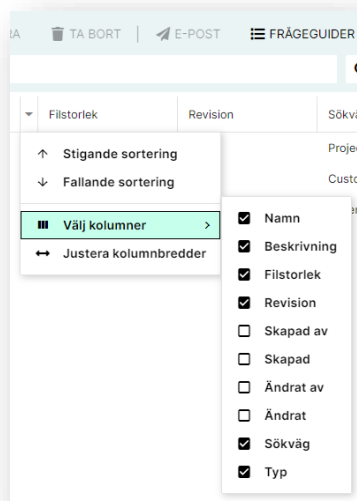 TA BORT E-POST FRÅGEGUIDER
Filstorlek Revision
Stigande sortering
Fallande sortering
Välj kolumner
Justera kolumnbredder
Namn
Beskrivning
Filstorlek
Revision
Skapad av
Skapad
Ändrat av
Ändrat
Sökväg
Typ